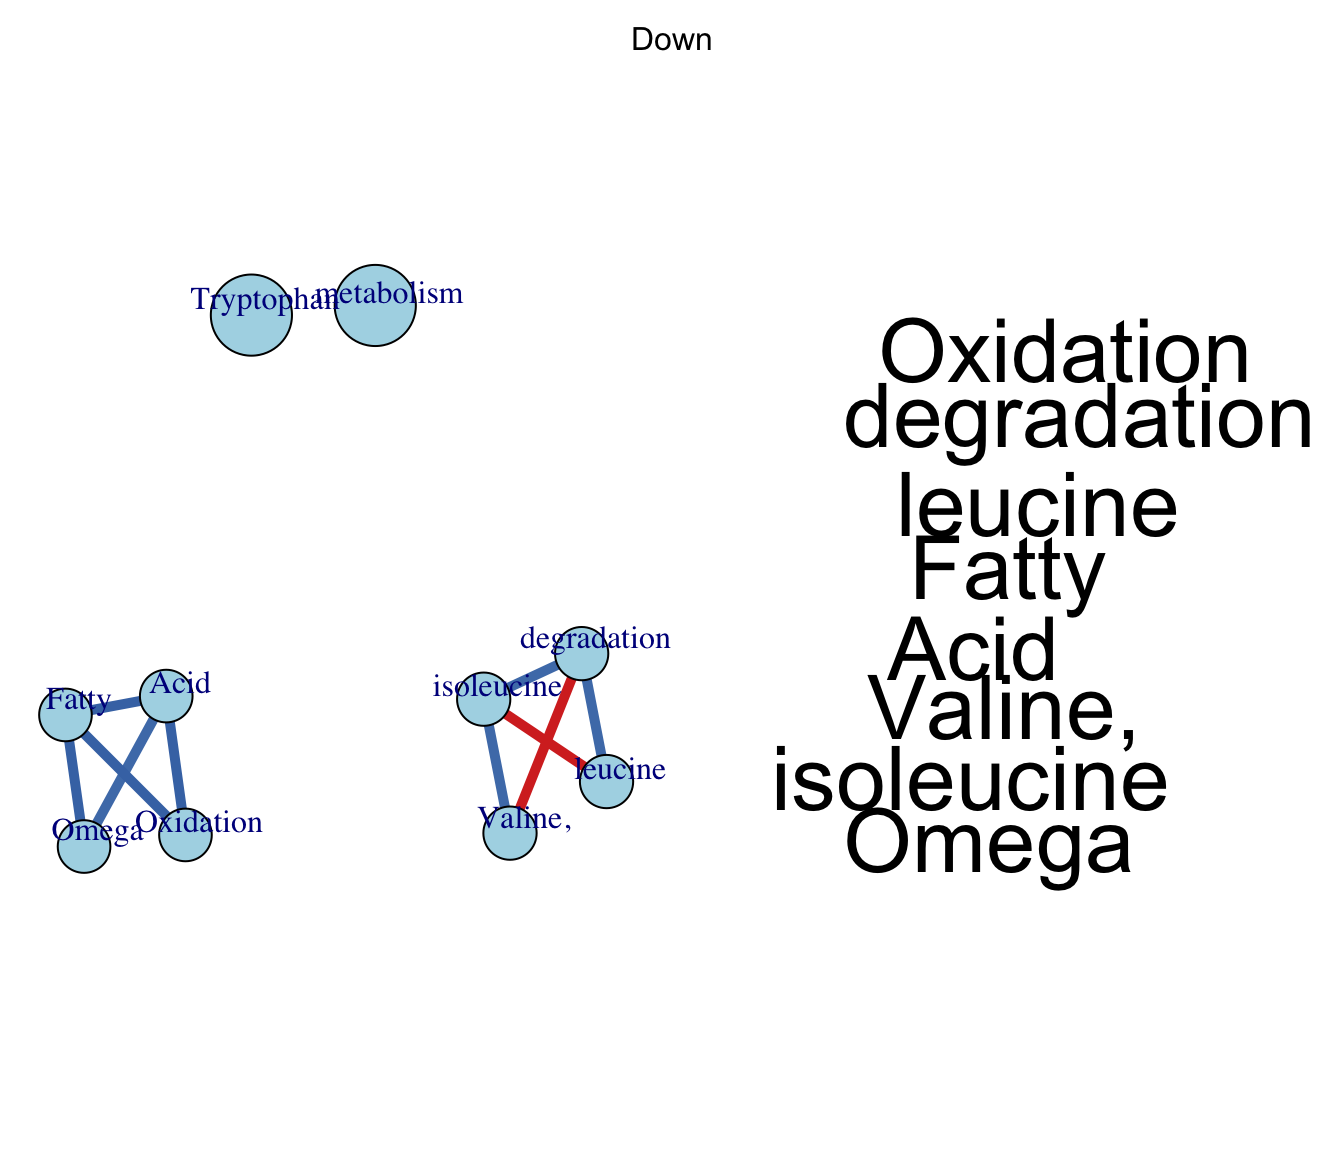 Down
Tryptophan
metabolism
Oxidation
degradation
leucine
Fatty
Acid
Valine,
isoleucine
Omega
degradation
isoleucine
Acid
Fatty
leucine
Valine,
Oxidation
Omega